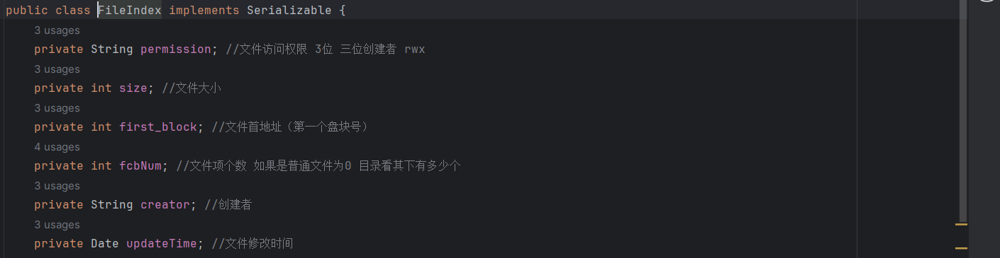 public class FileIndex implements Serializable {
3 usages
private String permission; //文件访问权限 3位 三位创建者 rwx
3 usages
private int size; //文件大小
3 usages
private int first_block; //文件首地址（第一个盘块号）
4 usages
private int fcbNum; //文件项个数 如果是普通文件为0 目录看其下有多少个
3 usages
private String creator; //创建者
3 usages
private Date updateTime; //文件修改时间